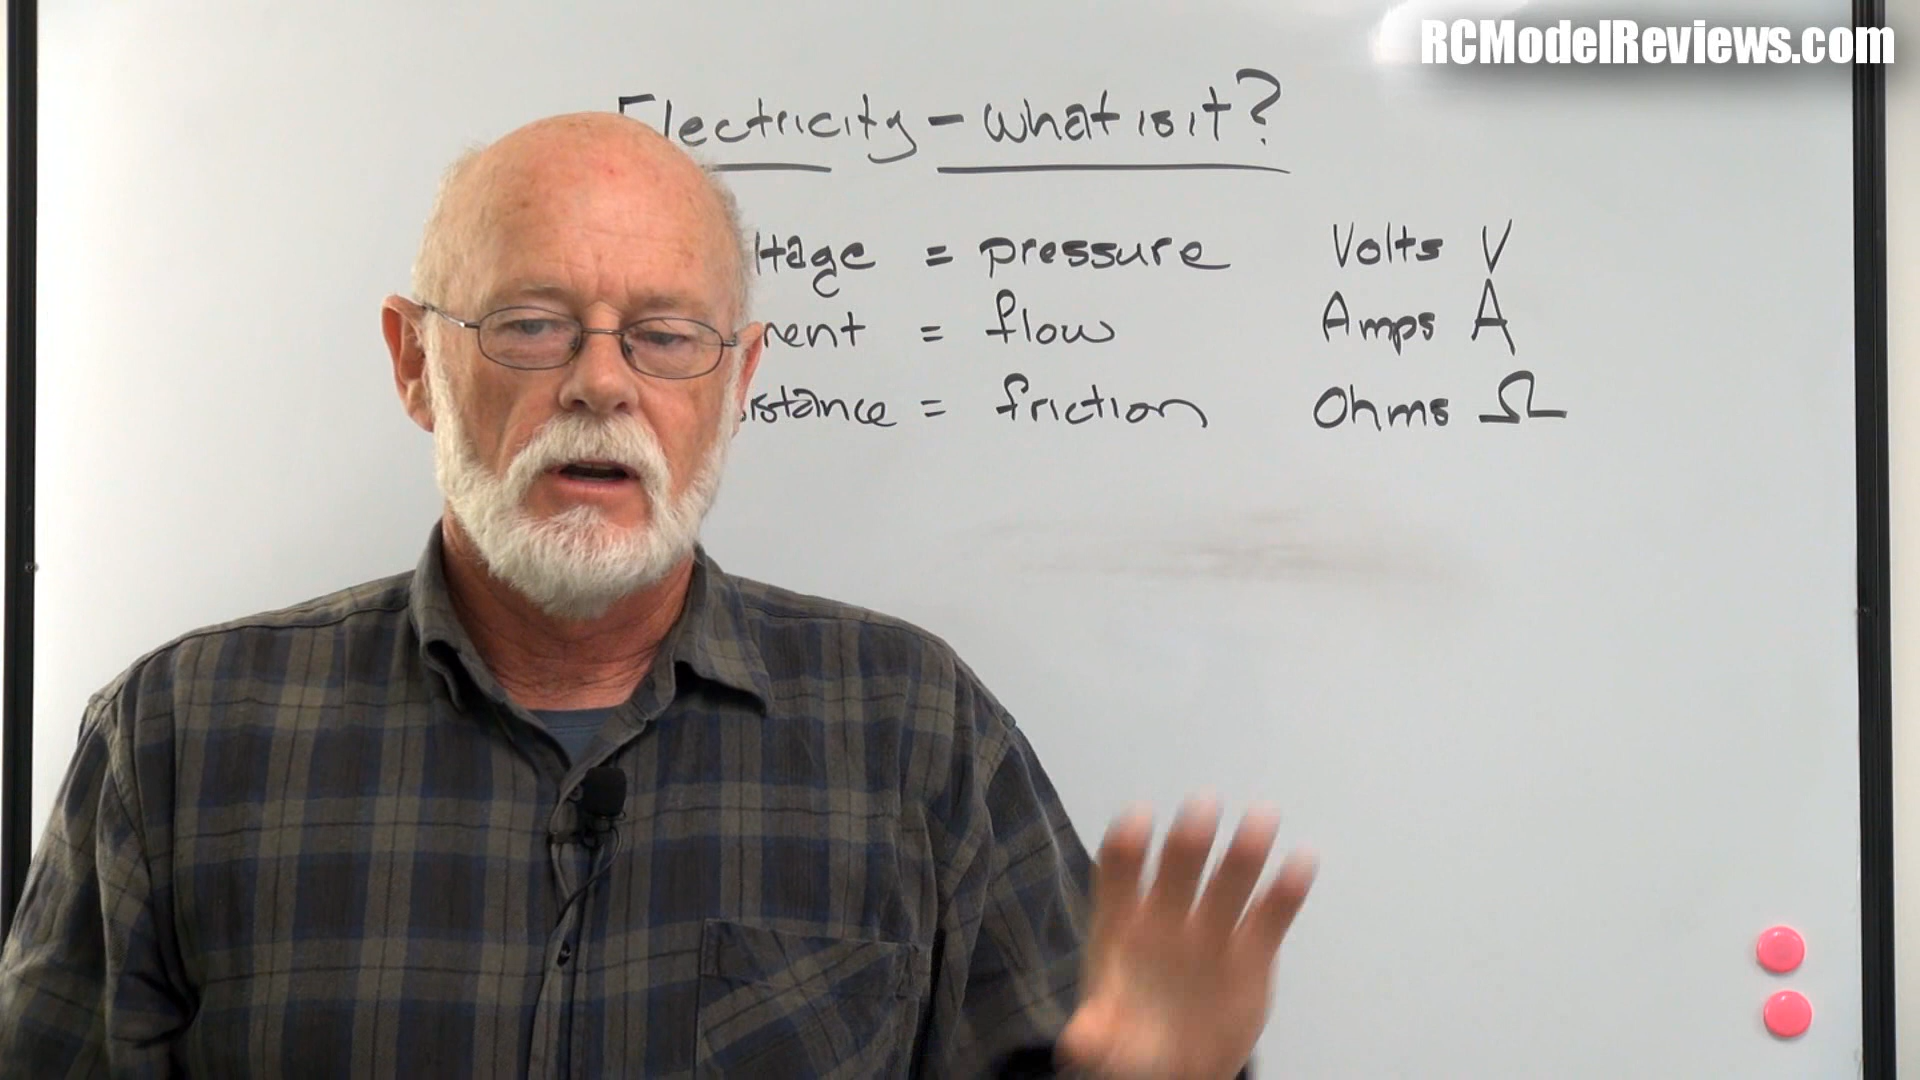 RCModelReviews.com
Electricity - what is it?
ltage = pressure Volts V
rent = flow Amps A
istance = friction Ohms Ω